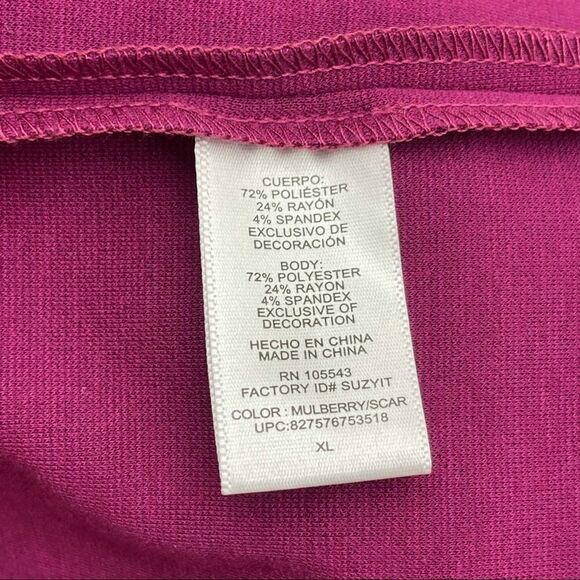 CUERPO:
72% POLIÉSTER
24% RAYÓN
4% SPANDEX
EXCLUSIVO DE
DECORACIÓN
BODY:
72% POLYESTER
24% RAYON
4% SPANDEX
EXCLUSIVE OF
DECORATION
HECHO EN CHINA
MADE IN CHINA
RN 105543
FACTORY ID# SUZYIT
COLOR : MULBERRY/SCAR
UPC:827576753518
XL